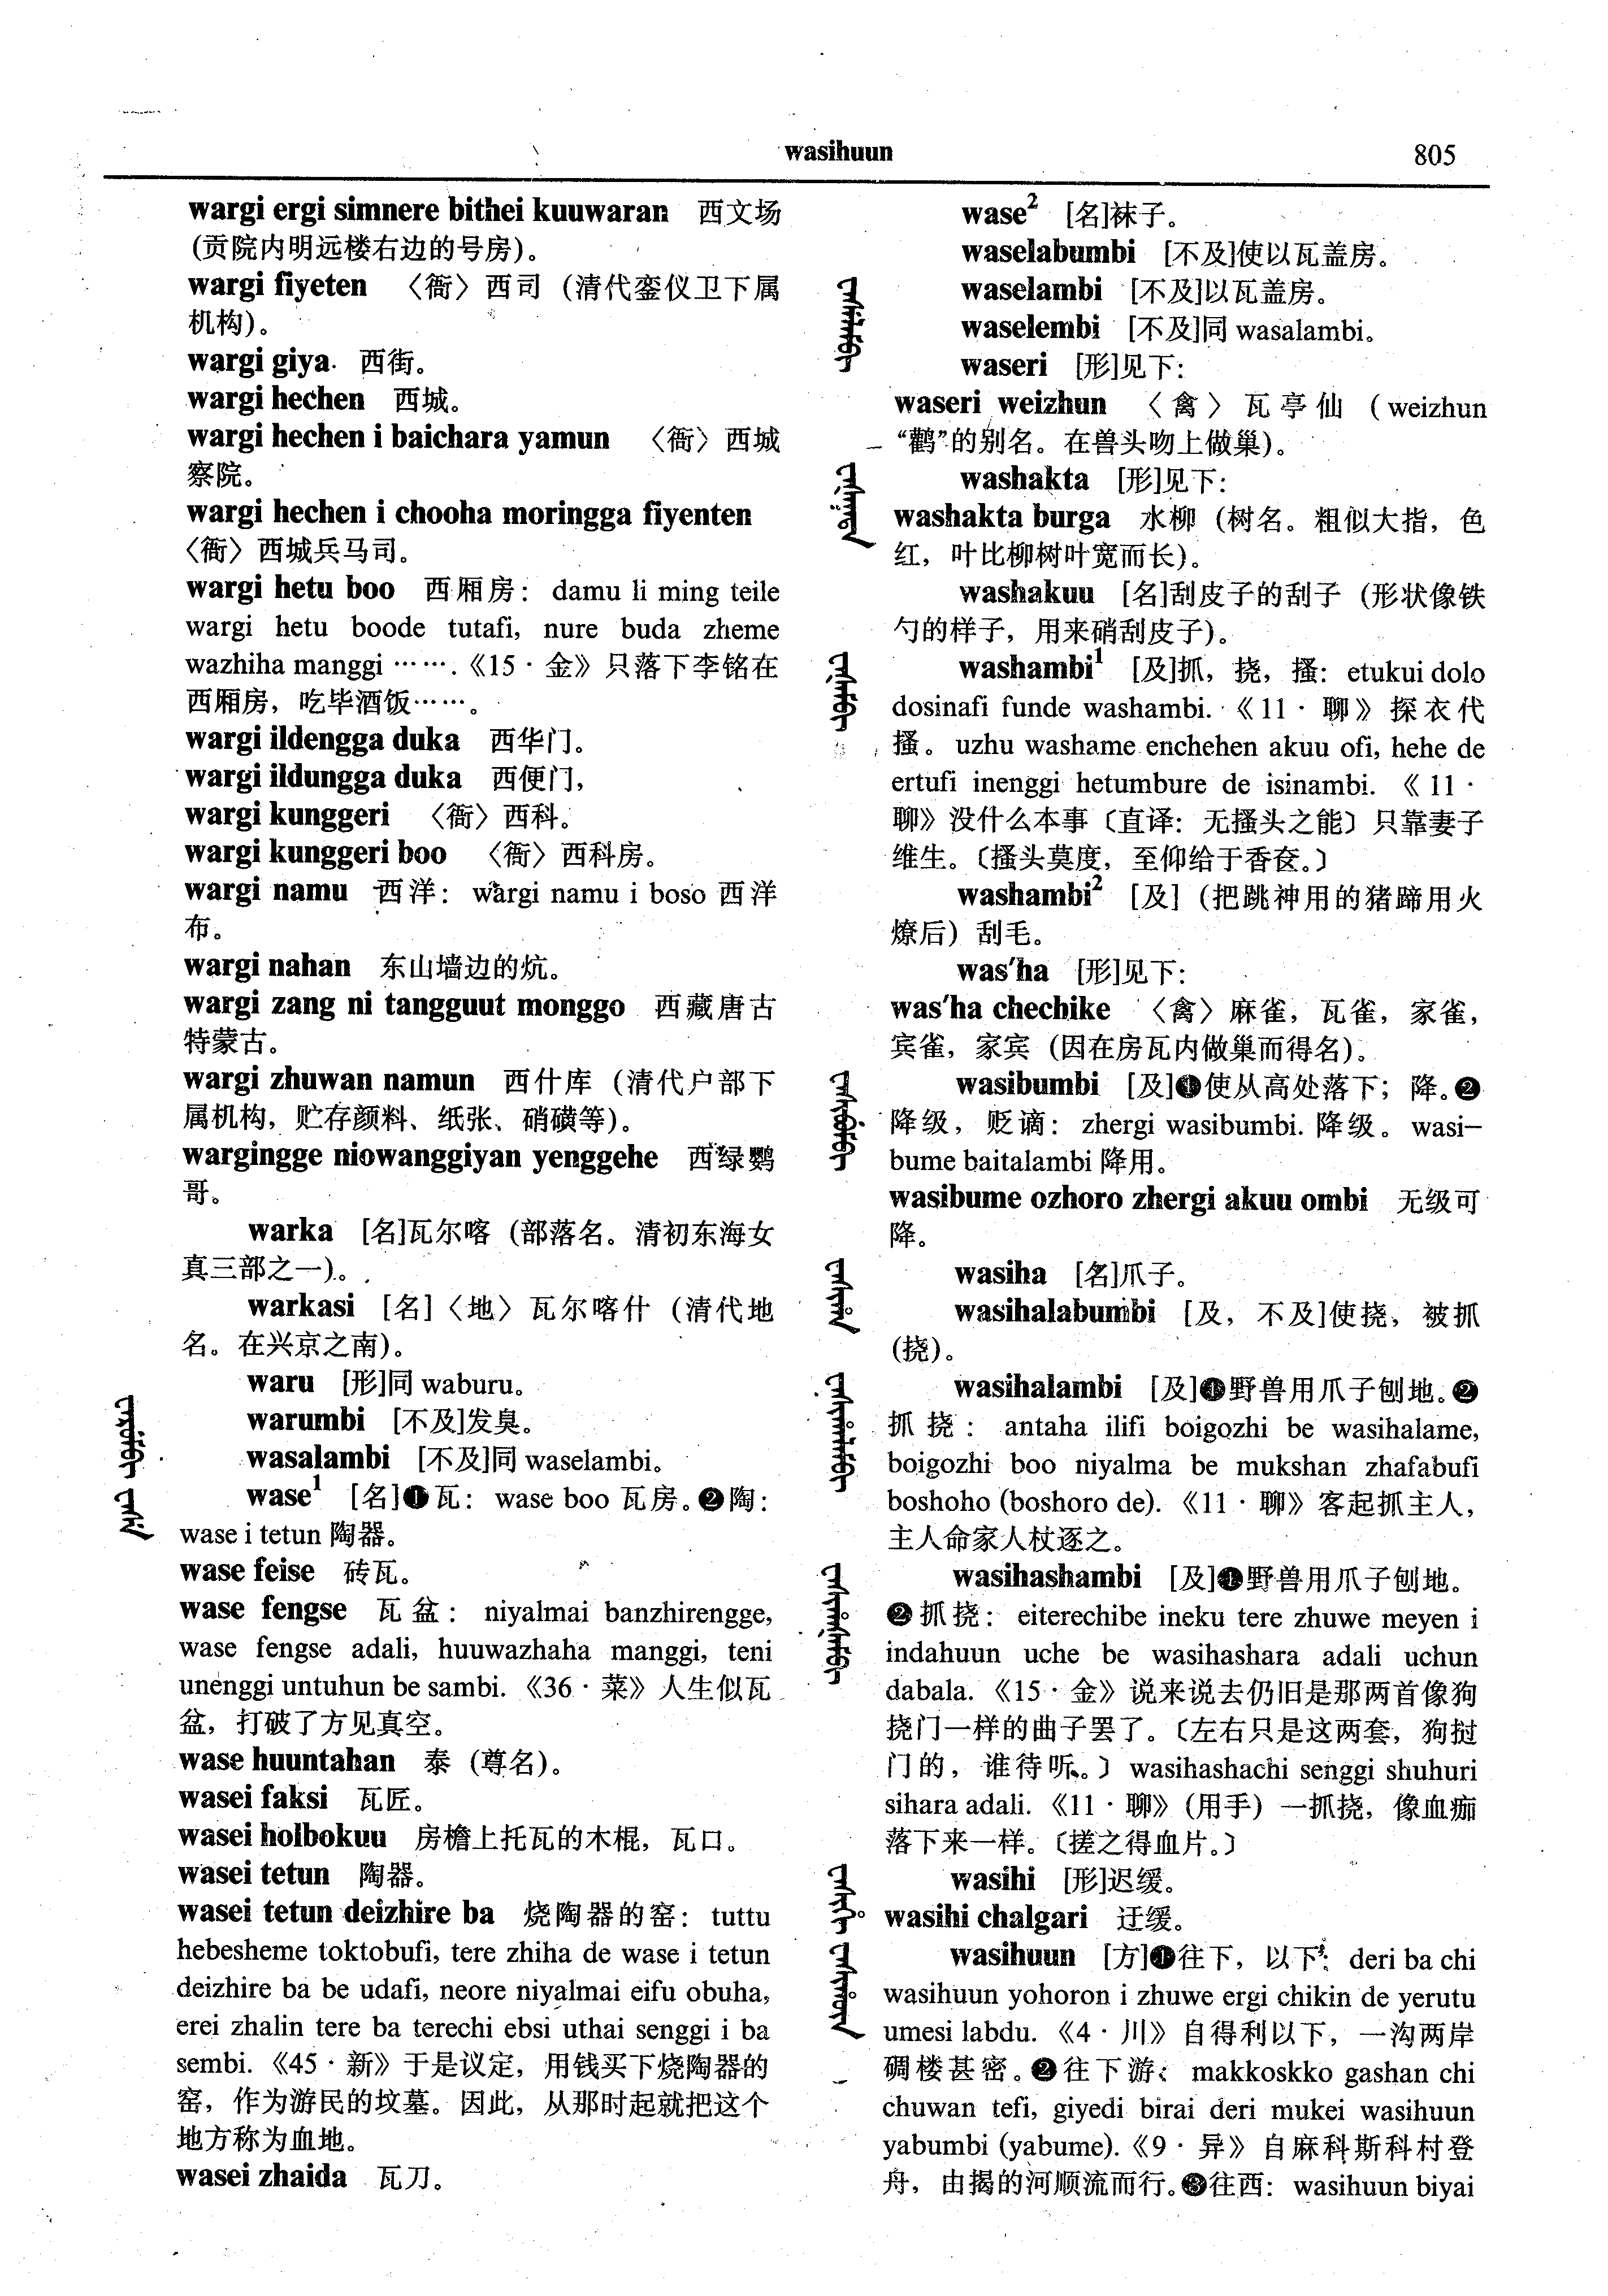 wasihuun
805
wargi ergi simnere bithei kuuwaran 西文场
(贡院内明远楼右边的号房)。
wargi fiyeten 〈衙〉西司 (清代銮仪卫下属
机构)。
wargi giya 西街。
wargi hechen 西城。
wargi hechen i baichara yamun 〈衙〉西城
察院。
wargi hechen i chooha moringga fiyenten
〈衙〉西城兵马司。
wargi hetu boo 西厢房: damu li ming teile
wargi hetu boode tutafi, nure buda zheme
wazhiha manggi …….《15·金》只落下李铭在
西厢房, 吃毕酒饭……。
wargi ildengga duka 西华门。
wargi ildungga duka 西便门,
wargi kunggeri 〈衙〉西科。
wargi kunggeri boo 〈衙〉西科房。
wargi namu 西洋: wargi namu i boso 西洋
布。
wargi nahan 东山墙边的炕。
wargi zang ni tangguut monggo 西藏唐古
特蒙古。
wargi zhuwan namun 西什库 (清代户部下
属机构, 贮存颜料、纸张、硝磺等)。
wargingge niowanggiyan yenggehe 西绿鹦
哥。
warka [名]瓦尔喀 (部落名。清初东海女
真三部之一)。
warkasi [名]〈地〉瓦尔喀什 (清代地
名。在兴京之南)。
waru [形]同 waburu。
warumbi [不及]发臭。
wasalambi [不及]同 waselambi。
wase¹ [名]❶瓦: wase boo 瓦房。❷陶:
wase i tetun 陶器。
wase feise 砖瓦。
wase fengse 瓦盆: niyalmai banzhirengge,
wase fengse adali, huuwazhaha manggi, teni
unenggi untuhun be sambi.《36·菜》人生似瓦
盆, 打破了方见真空。
wase huuntahan 泰 (尊名)。
wasei faksi 瓦匠。
wasei holbokuu 房檐上托瓦的木棍, 瓦口。
wasei tetun 陶器。
wasei tetun deizhire ba 烧陶器的窑: tuttu
hebesheme toktobufi, tere zhiha de wase i tetun
deizhire ba be udafi, neore niyalmai eifu obuha,
erei zhalin tere ba terechi ebsi uthai senggi i ba
sembi.《45·新》于是议定, 用钱买下烧陶器的
窑, 作为游民的坟墓。因此, 从那时起就把这个
地方称为血地。
wasei zhaida 瓦刀。
wase² [名]袜子。
waselabumbi [不及]使以瓦盖房。
waselambi [不及]以瓦盖房。
waselembi [不及]同 wasalambi。
waseri [形]见下:
waseri weizhun 〈禽〉瓦亭仙 (weizhun
“鹳”的别名。在兽头吻上做巢)。
washakta [形]见下:
washakta burga 水柳 (树名。粗似大指, 色
红, 叶比柳树叶宽而长)。
washakuu [名]刮皮子的刮子 (形状像铁
勺的样子, 用来硝刮皮子)。
washambi¹ [及]抓, 挠, 搔: etukui dolo
dosinafi funde washambi.《11·聊》探衣代
搔。uzhu washame enchehen akuu ofi, hehe de
ertufi inenggi hetumbure de isinambi.《11·
聊》没什么本事〔直译: 无搔头之能〕只靠妻子
维生。〔搔头莫度, 至仰给于香奁。〕
washambi² [及] (把跳神用的猪蹄用火
燎后) 刮毛。
was'ha [形]见下:
was'ha chechike 〈禽〉麻雀, 瓦雀, 家雀,
宾雀, 家宾 (因在房瓦内做巢而得名)。
wasibumbi [及]❶使从高处落下; 降。❷
降级, 贬谪: zhergi wasibumbi. 降级。wasi–
bume baitalambi 降用。
wasibume ozhoro zhergi akuu ombi 无级可
降。
wasiha [名]爪子。
wasihalabumbi [及, 不及]使挠, 被抓
(挠)。
wasihalambi [及]❶野兽用爪子刨地。❷
抓挠: antaha ilifi boigozhi be wasihalame,
boigozhi boo niyalma be mukshan zhafabufi
boshoho (boshoro de).《11·聊》客起抓主人,
主人命家人杖逐之。
wasihashambi [及]❶野兽用爪子刨地。
❷抓挠: eiterechibe ineku tere zhuwe meyen i
indahuun uche be wasihashara adali uchun
dabala.《15·金》说来说去仍旧是那两首像狗
挠门一样的曲子罢了。〔左右只是这两套, 狗挝
门的, 谁待听。〕wasihashachi senggi shuhuri
sihara adali.《11·聊》(用手) 一抓挠, 像血痂
落下来一样。〔搓之得血片。〕
wasihi [形]迟缓。
wasihi chalgari 迂缓。
wasihuun [方]❶往下, 以下: deri ba chi
wasihuun yohoron i zhuwe ergi chikin de yerutu
umesi labdu.《4·川》自得利以下, 一沟两岸
碉楼甚密。❷往下游: makkoskko gashan chi
chuwan tefi, giyedi birai deri mukei wasihuun
yabumbi (yabume).《9·异》自麻科斯科村登
舟, 由揭的河顺流而行。❸往西: wasihuun biyai